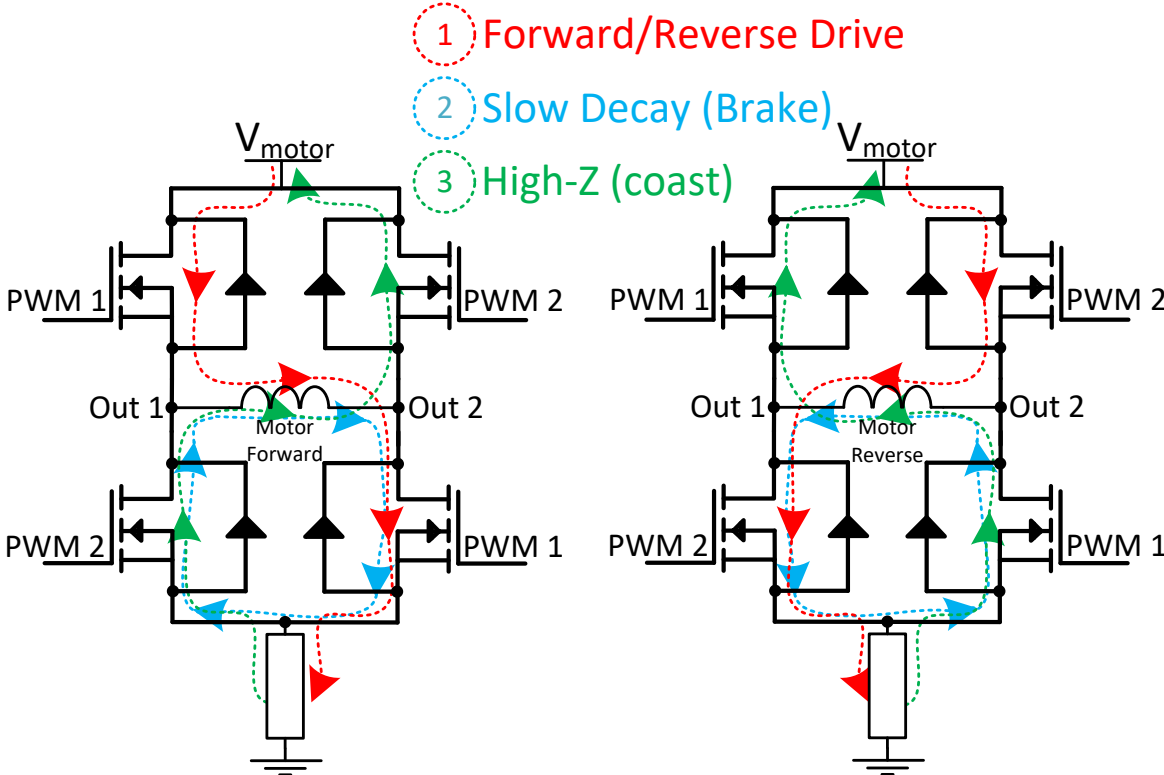 1 Forward/Reverse Drive
2 Slow Decay (Brake)
3 High-Z (coast)
Vmotor
Vmotor
PWM 1
PWM 2
PWM 1
PWM 2
Out 1
Out 2
Out 1
Out 2
Motor
Forward
Motor
Reverse
PWM 2
PWM 1
PWM 2
PWM 1